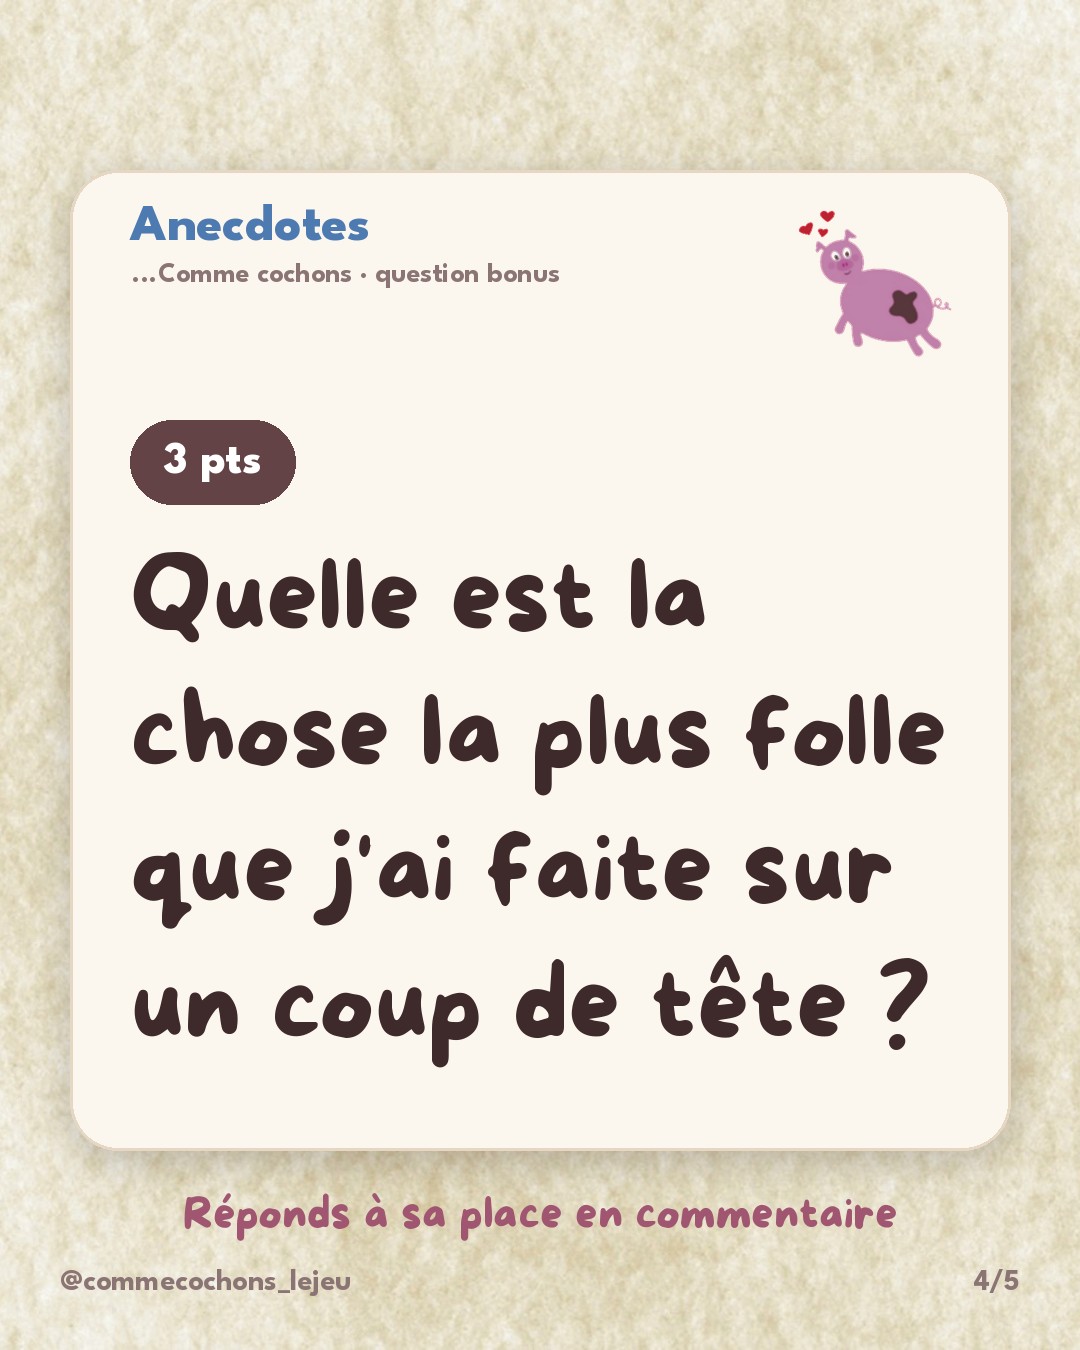 Anecdotes
...Comme cochons · question bonus
3 pts
Quelle est la
chose la plus folle
que j'ai faite sur
un coup de tête ?
Réponds à sa place en commentaire
@commecochons_lejeu
4/5